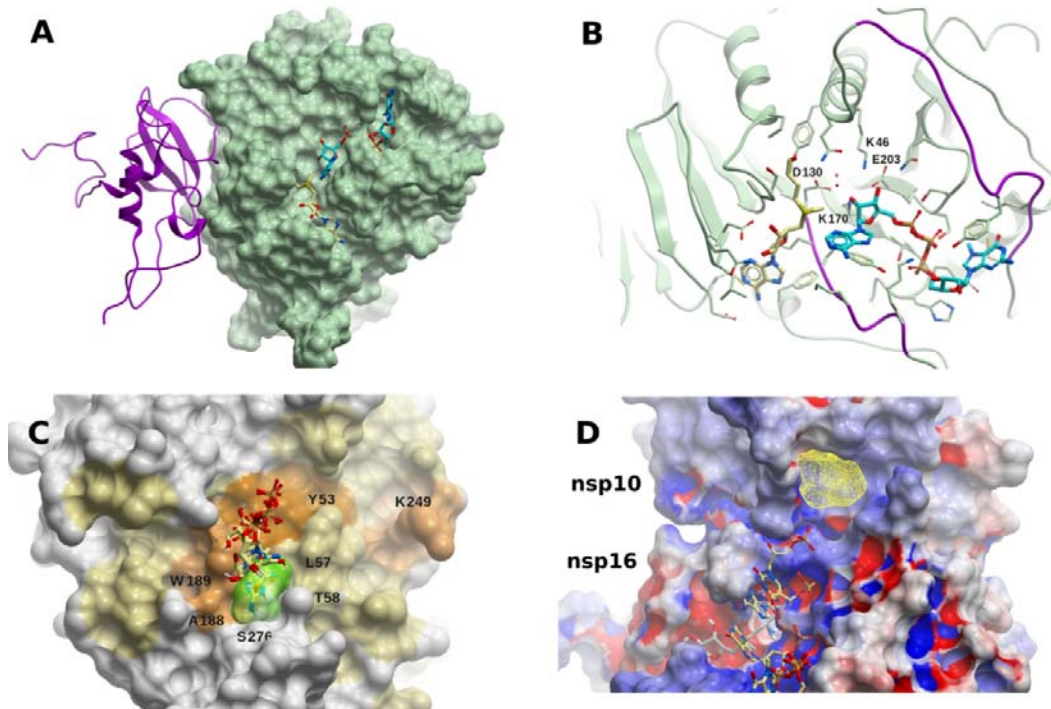 A
B
K46
E203
D130
K170
C
D
Y53
K249
nsp10
L57
nsp16
W189
T58
A188
S276